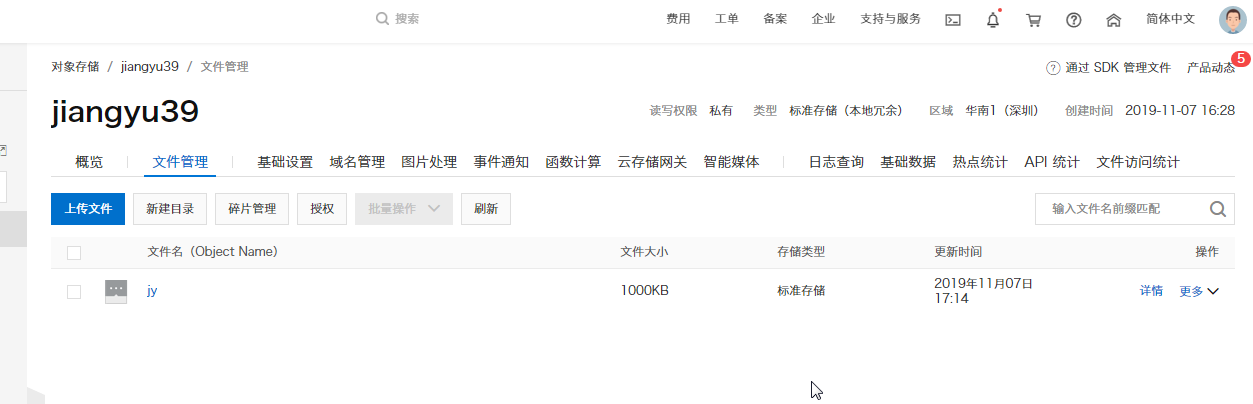 搜索 费用 工单 备案 企业 支持与服务 简体中文
对象存储 / jiangyu39 / 文件管理 ? 通过 SDK 管理文件 产品动态 5
jiangyu39 读写权限 私有 类型 标准存储（本地冗余） 区域 华南1（深圳） 创建时间 2019-11-07 16:28
概览 文件管理 基础设置 域名管理 图片处理 事件通知 函数计算 云存储网关 智能媒体 日志查询 基础数据 热点统计 API 统计 文件访问统计
上传文件 新建目录 碎片管理 授权 批量操作 刷新 输入文件名前缀匹配
文件名（Object Name） 文件大小 存储类型 更新时间 操作
jy 1000KB 标准存储 2019年11月07日 详情 更多
17:14